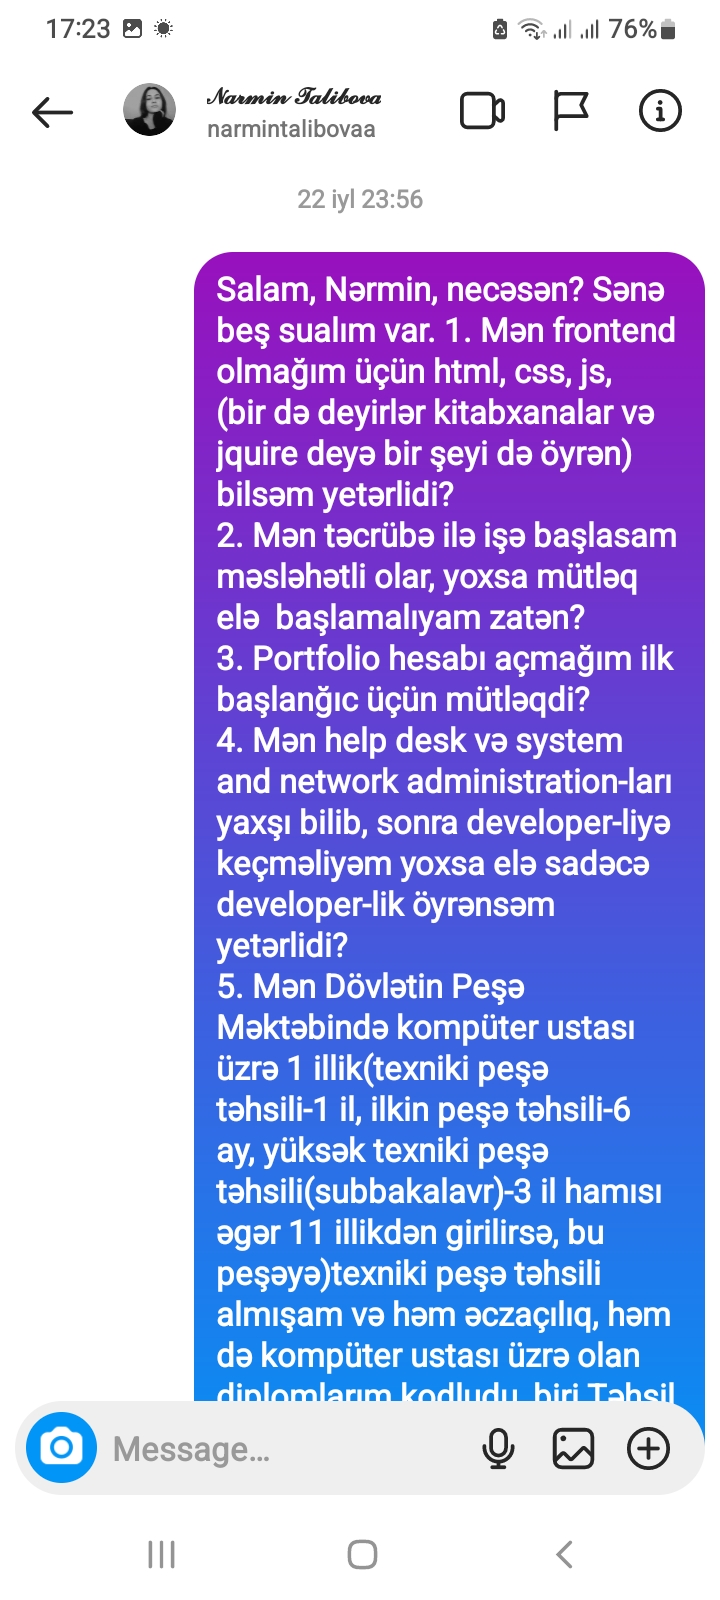 17:23 76%
Narmin Talibova
narmintalibovaa
22 iyl 23:56
Salam, Nərmin, necəsən? Sənə
beş sualım var. 1. Mən frontend
olmağım üçün html, css, js,
(bir də deyirlər kitabxanalar və
jquire deyə bir şeyi də öyrən)
bilsəm yetərlidi?
2. Mən təcrübə ilə işə başlasam
məsləhətli olar, yoxsa mütləq
elə  başlamalıyam zatən?
3. Portfolio hesabı açmağım ilk
başlanğıc üçün mütləqdi?
4. Mən help desk və system
and network administration-ları
yaxşı bilib, sonra developer-liyə
keçməliyəm yoxsa elə sadəcə
developer-lik öyrənsəm
yetərlidi?
5. Mən Dövlətin Peşə
Məktəbində kompüter ustası
üzrə 1 illik(texniki peşə
təhsili-1 il, ilkin peşə təhsili-6
ay, yüksək texniki peşə
təhsili(subbakalavr)-3 il hamısı
əgər 11 illikdən girilirsə, bu
peşəyə)texniki peşə təhsili
almışam və həm əczaçılıq, həm
də kompüter ustası üzrə olan
diplomlarım kodludu, biri Təhsil
Message...